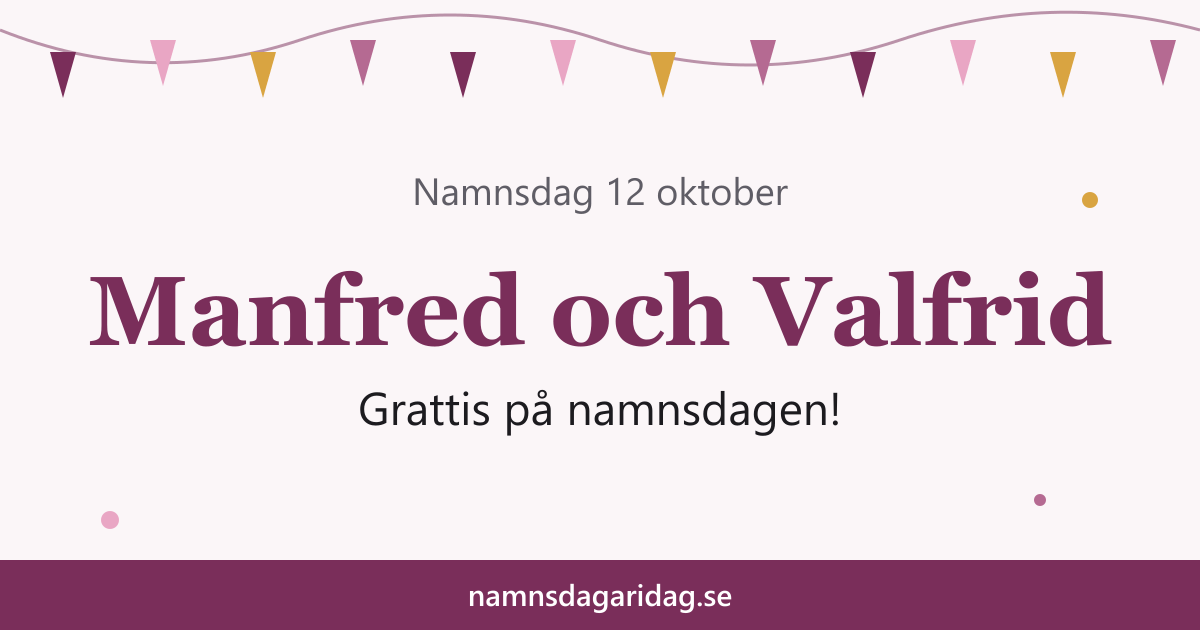 Namnsdag 12 oktober
Manfred och Valfrid
Grattis på namnsdagen!
namnsdagaridag.se